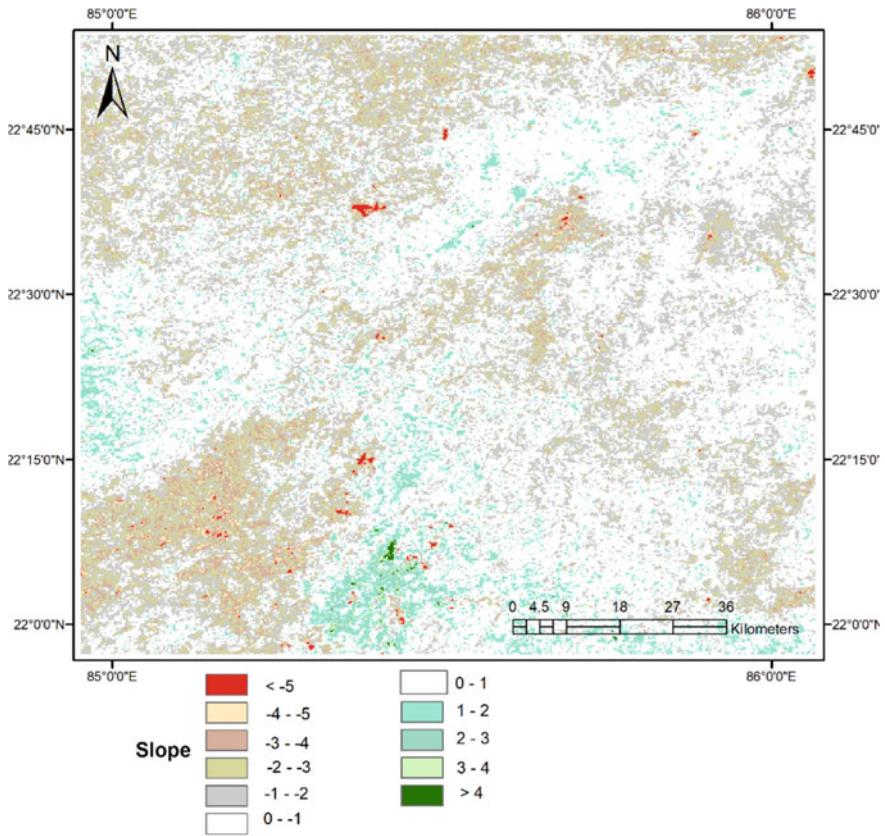 85°0'0"E 86°0'0"E
N
22°45'0"N 22°45'0"N
22°30'0"N 22°30'0"N
22°15'0"N 22°15'0"N
0 4.5 9 18 27 36
Kilometers
22°0'0"N 22°0'0"N
85°0'0"E 86°0'0"E
Slope
< -5
-4 - -5
-3 - -4
-2 - -3
-1 - -2
0 - -1
0 - 1
1 - 2
2 - 3
3 - 4
> 4